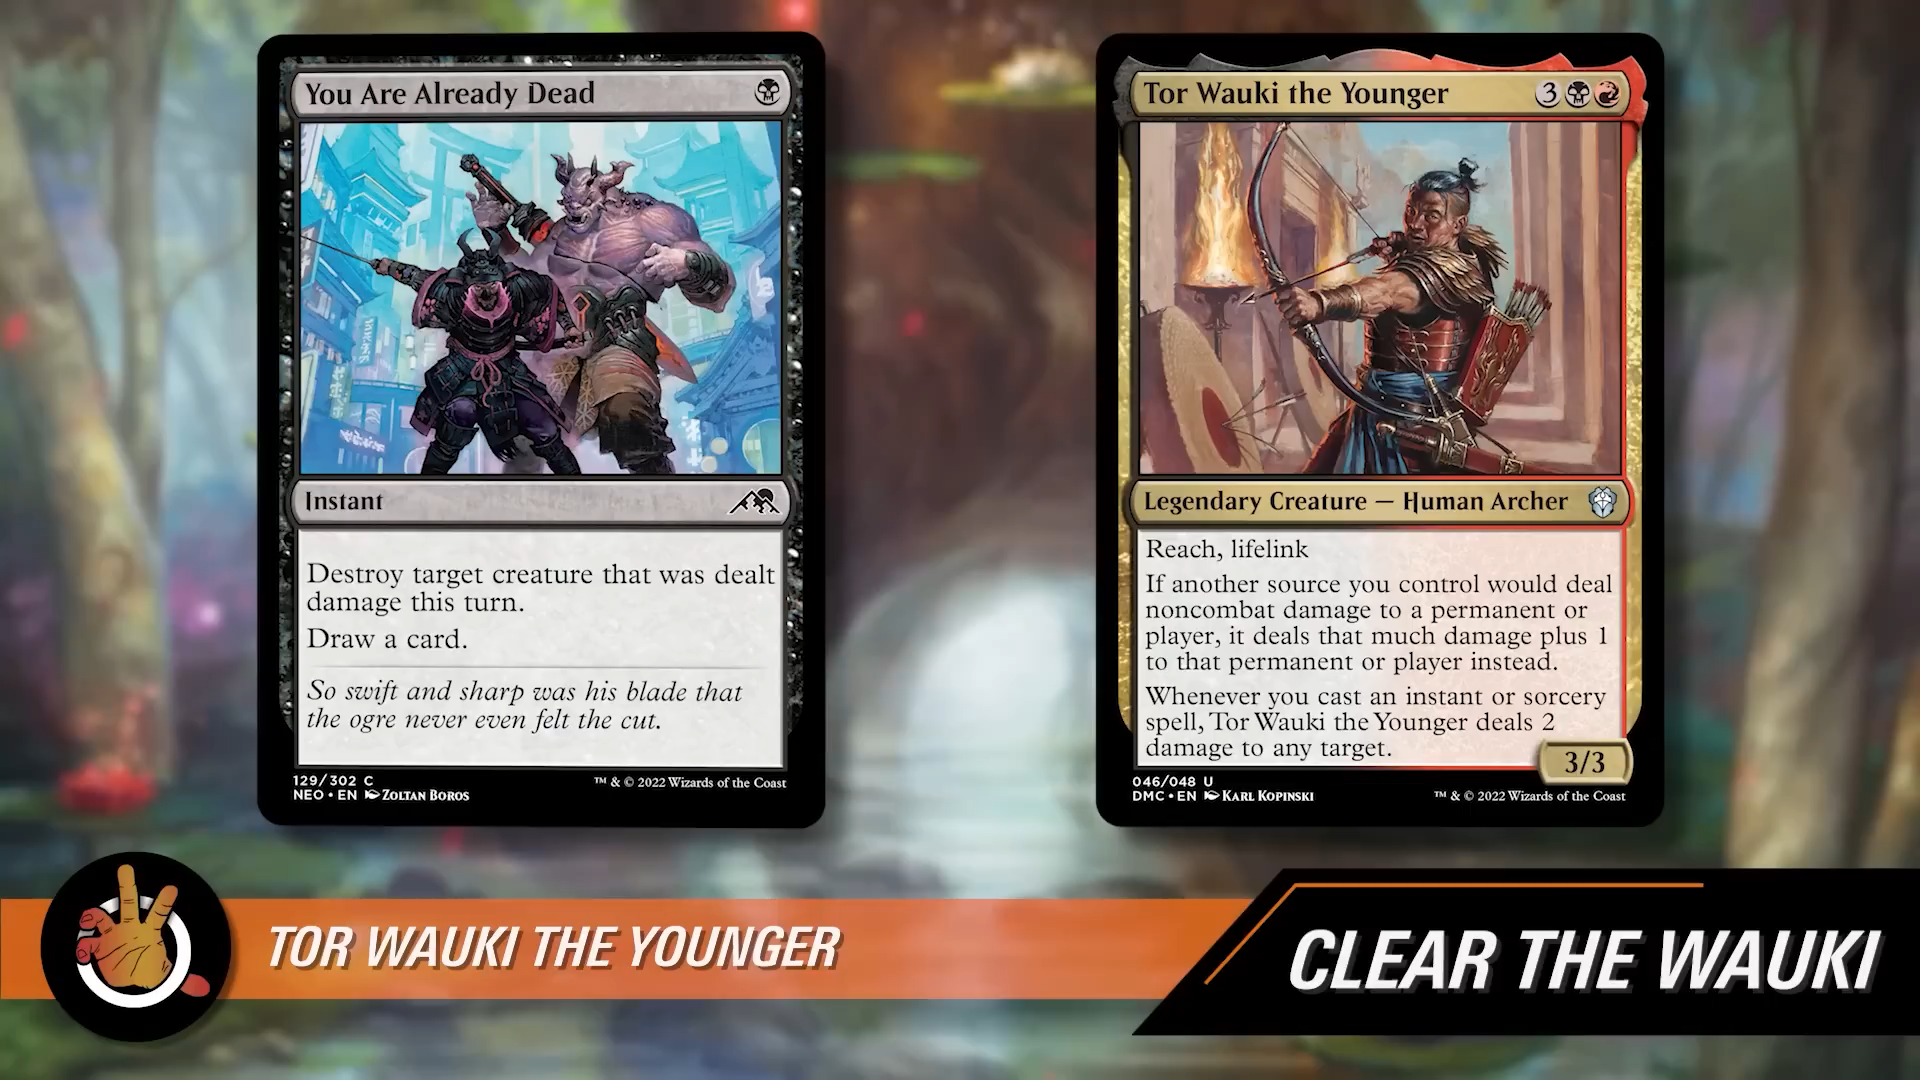 You Are Already Dead
Instant
Destroy target creature that was dealt
damage this turn.
Draw a card.
So swift and sharp was his blade that
the ogre never even felt the cut.
129/302 C
NEO • EN Zoltan Boros
™ & © 2022 Wizards of the Coast
Tor Wauki the Younger
3
Legendary Creature — Human Archer
Reach, lifelink
If another source you control would deal
noncombat damage to a permanent or
player, it deals that much damage plus 1
to that permanent or player instead.
Whenever you cast an instant or sorcery
spell, Tor Wauki the Younger deals 2
damage to any target.
3/3
046/048 U
DMC • EN Karl Kopinski
™ & © 2022 Wizards of the Coast
TOR WAUKI THE YOUNGER
CLEAR THE WAUKI